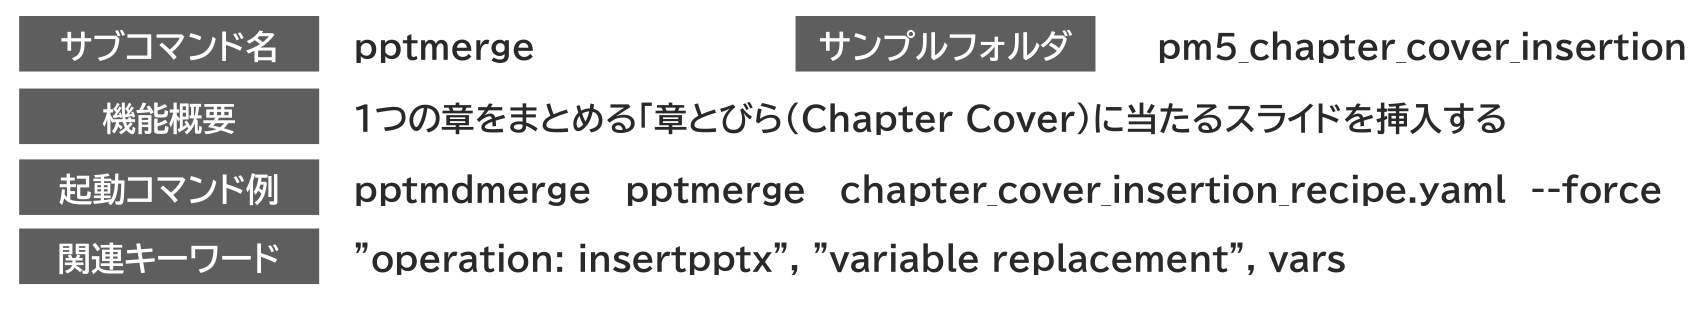 サブコマンド名 pptmerge サンプルフォルダ pm5_chapter_cover_insertion
機能概要 1つの章をまとめる「章とびら(Chapter Cover)に当たるスライドを挿入する
起動コマンド例 pptmdmerge pptmerge chapter_cover_insertion_recipe.yaml --force
関連キーワード ”operation: insertpptx”, ”variable replacement”, vars